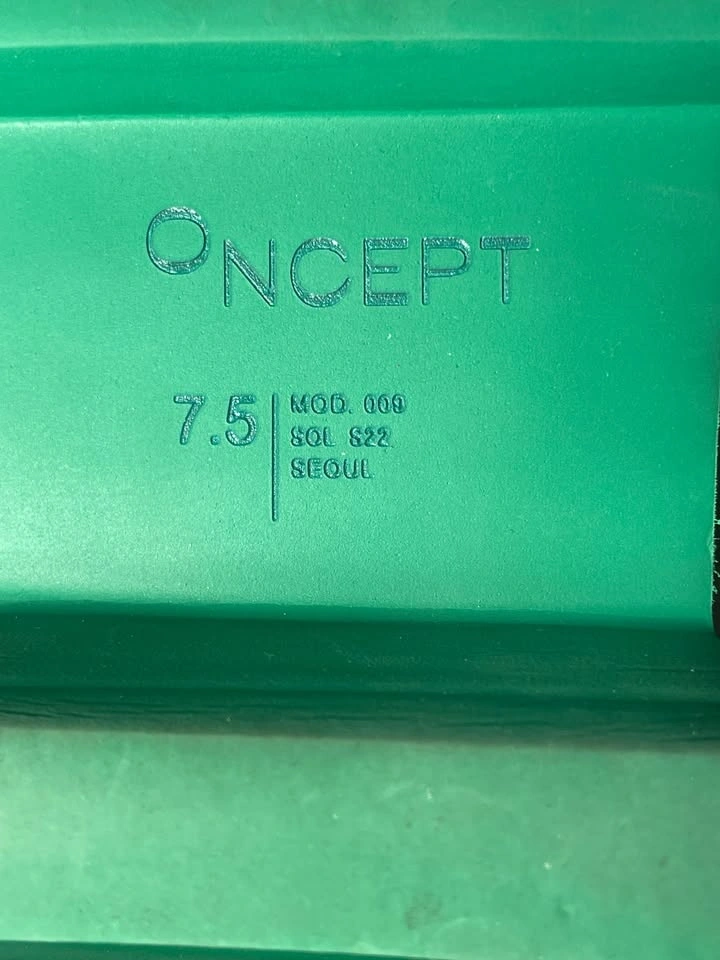 ONCEPT
7.5
MOD. 009
SOL S22
SEOUL